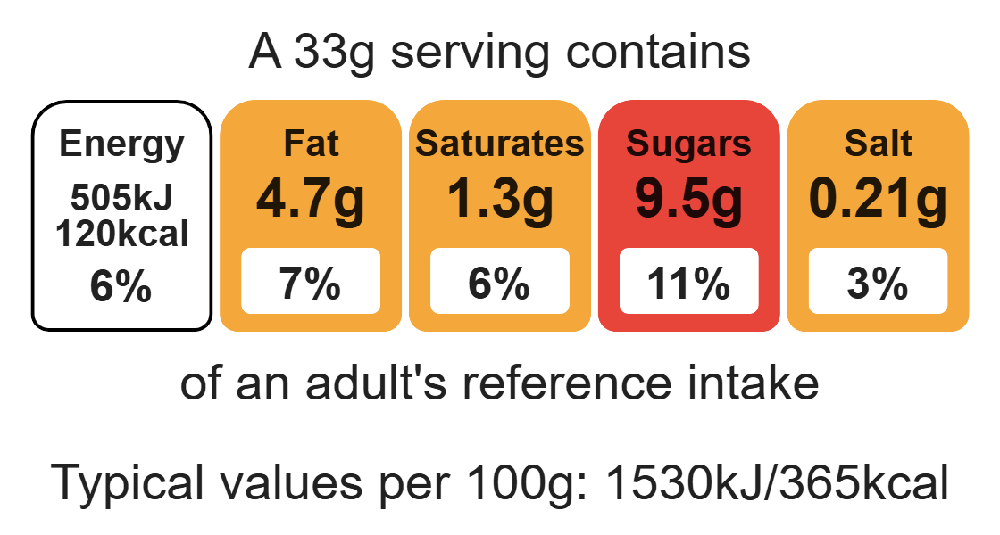 A 33g serving contains
Energy
505kJ
120kcal
6%
Fat
4.7g
7%
Saturates
1.3g
6%
Sugars
9.5g
11%
Salt
0.21g
3%
of an adult's reference intake
Typical values per 100g: 1530kJ/365kcal